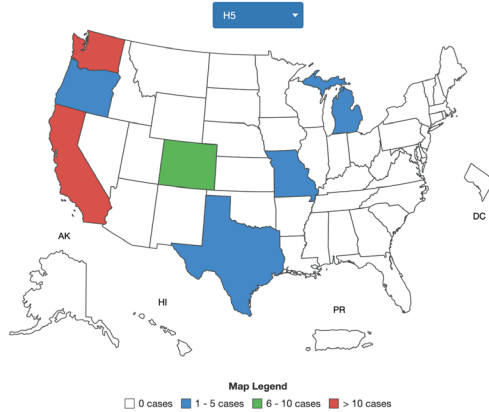 H5
AK
HI
PR
DC
Map Legend
0 cases
1 - 5 cases
6 - 10 cases
> 10 cases